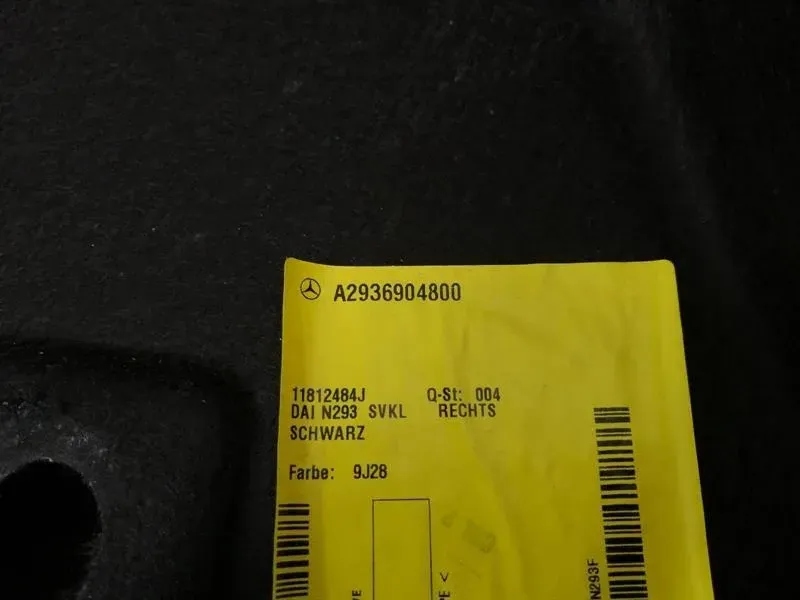 A2936904800
11812484J Q-St: 004
DAI N293 SVKL RECHTS
SCHWARZ
Farbe: 9J28
N293F